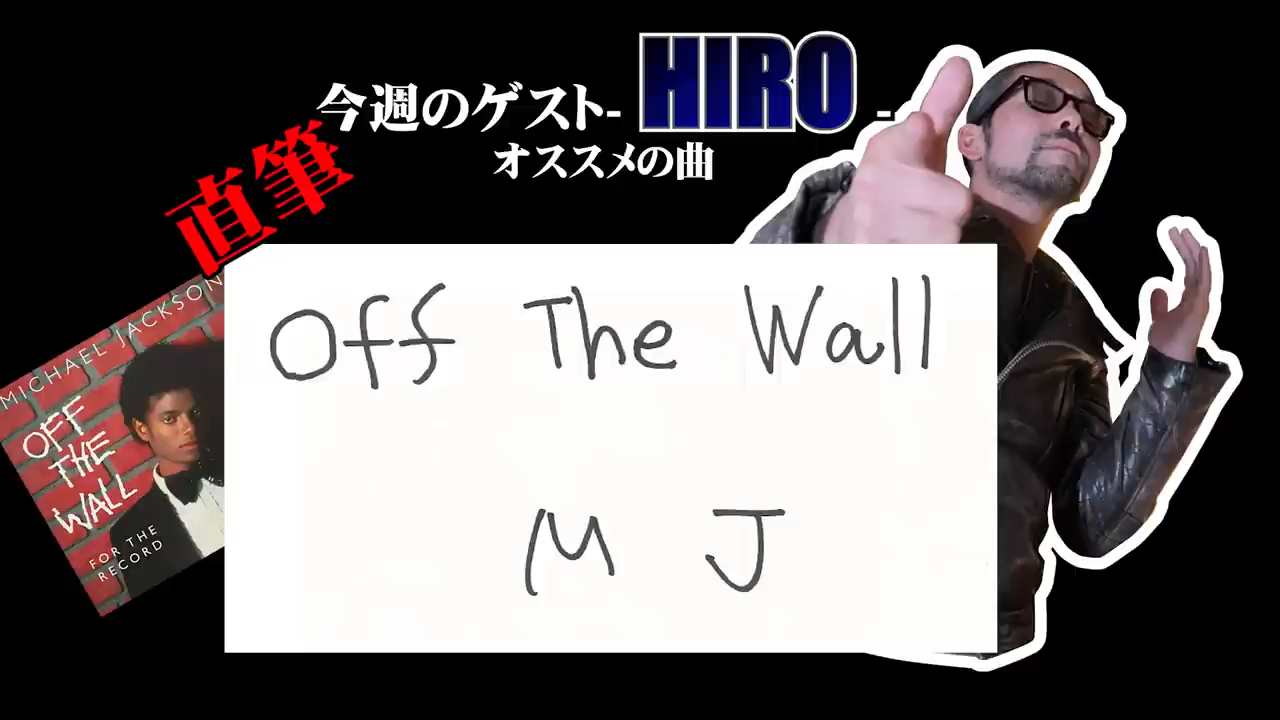 今週のゲスト- HIRO -
オススメの曲
直筆
Off The Wall
M J
MICHAEL JACKSON
OFF
THE
WALL
FOR THE
RECORD